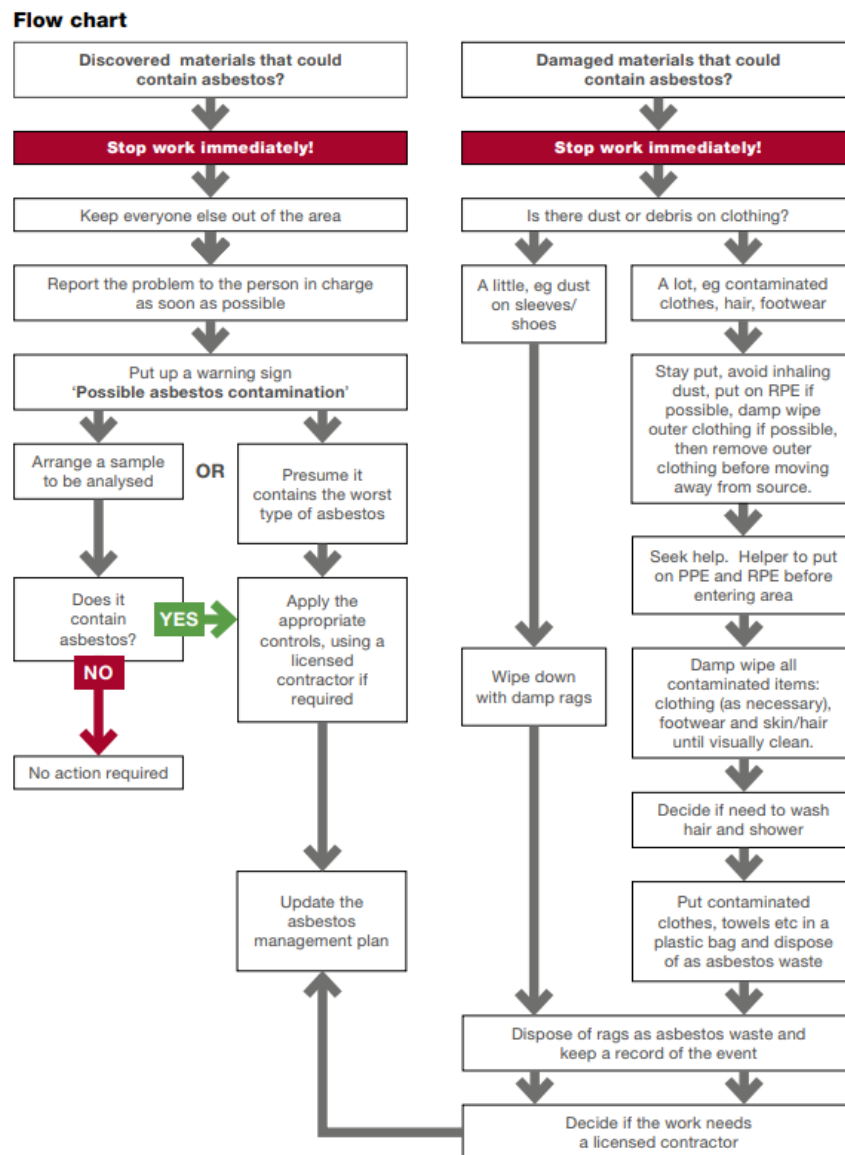 Flow chart
Discovered materials that could
contain asbestos?
Stop work immediately!
Keep everyone else out of the area
Report the problem to the person in charge
as soon as possible
Put up a warning sign
‘Possible asbestos contamination’
Arrange a sample
to be analysed
OR
Presume it
contains the worst
type of asbestos
Does it
contain
asbestos?
YES
NO
No action required
Apply the
appropriate
controls, using a
licensed
contractor if
required
Update the
asbestos
management plan
Damaged materials that could
contain asbestos?
Stop work immediately!
Is there dust or debris on clothing?
A little, eg dust
on sleeves/
shoes
Wipe down
with damp rags
A lot, eg contaminated
clothes, hair, footwear
Stay put, avoid inhaling
dust, put on RPE if
possible, damp wipe
outer clothing if possible,
then remove outer
clothing before moving
away from source.
Seek help. Helper to put
on PPE and RPE before
entering area
Damp wipe all
contaminated items:
clothing (as necessary),
footwear and skin/hair
until visually clean.
Decide if need to wash
hair and shower
Put contaminated
clothes, towels etc in a
plastic bag and dispose
of as asbestos waste
Dispose of rags as asbestos waste and
keep a record of the event
Decide if the work needs
a licensed contractor